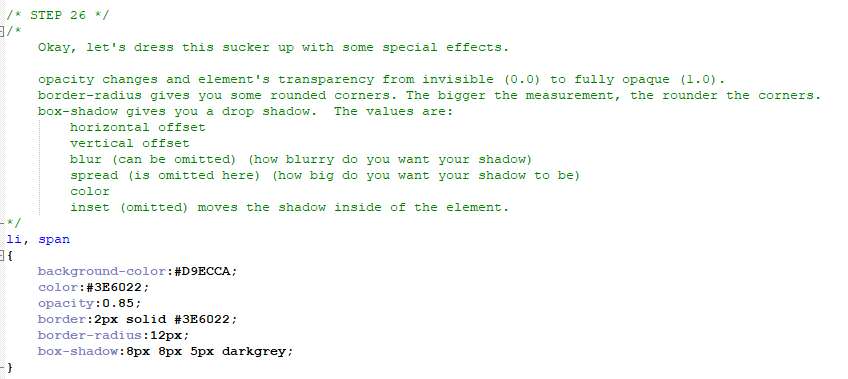 /* STEP 26 */
/*
Okay, let's dress this sucker up with some special effects.
opacity changes and element's transparency from invisible (0.0) to fully opaque (1.0).
border-radius gives you some rounded corners. The bigger the measurement, the rounder the corners.
box-shadow gives you a drop shadow.  The values are:
horizontal offset
vertical offset
blur (can be omitted) (how blurry do you want your shadow)
spread (is omitted here) (how big do you want your shadow to be)
color
inset (omitted) moves the shadow inside of the element.
*/
li, span
{
background-color:#D9ECCA;
color:#3E6022;
opacity:0.85;
border:2px solid #3E6022;
border-radius:12px;
box-shadow:8px 8px 5px darkgrey;
}